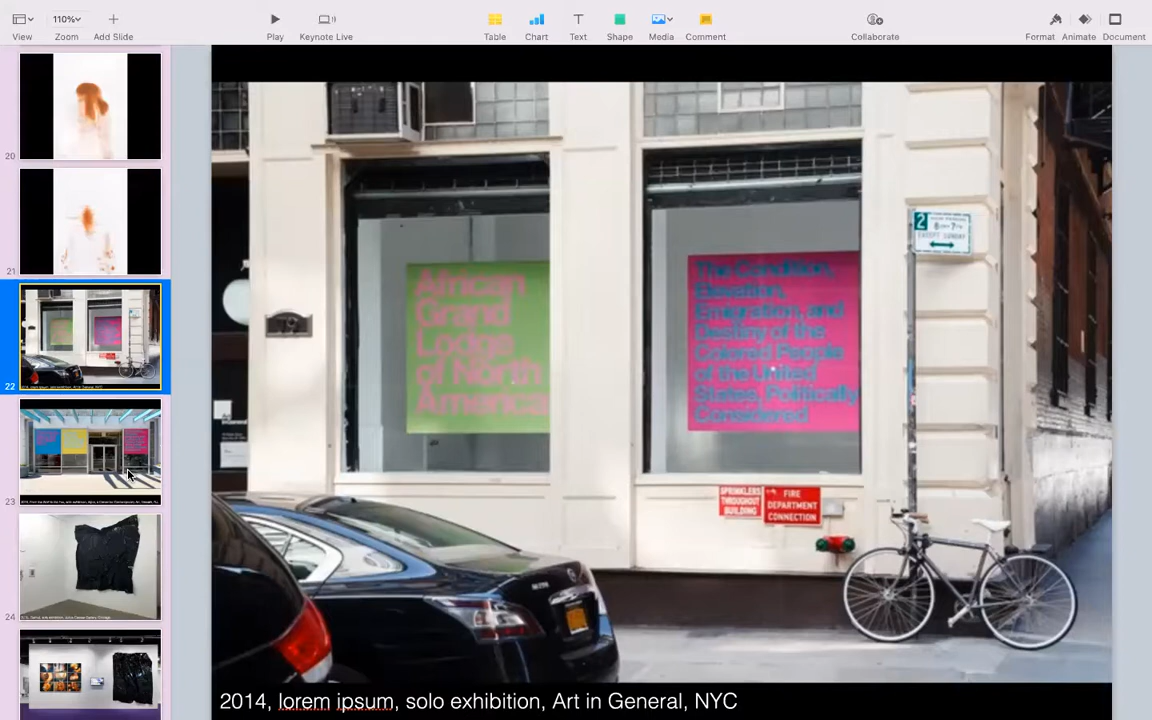 110%
View
Zoom
Add Slide
Play
Keynote Live
Table
Chart
Text
Shape
Media
Comment
Collaborate
Format
Animate
Document
20
21
22
23
24
African
Grand
Lodge
of North
America
The Condition,
Elevation,
Emigration, and
Destiny of the
Colored People
of the United
States, Politically
Considered
2
EXCEPT SUNDAY
SPRINKLERS
THROUGHOUT
BUILDING
FIRE
DEPARTMENT
CONNECTION
2014, lorem ipsum, solo exhibition, Art in General, NYC